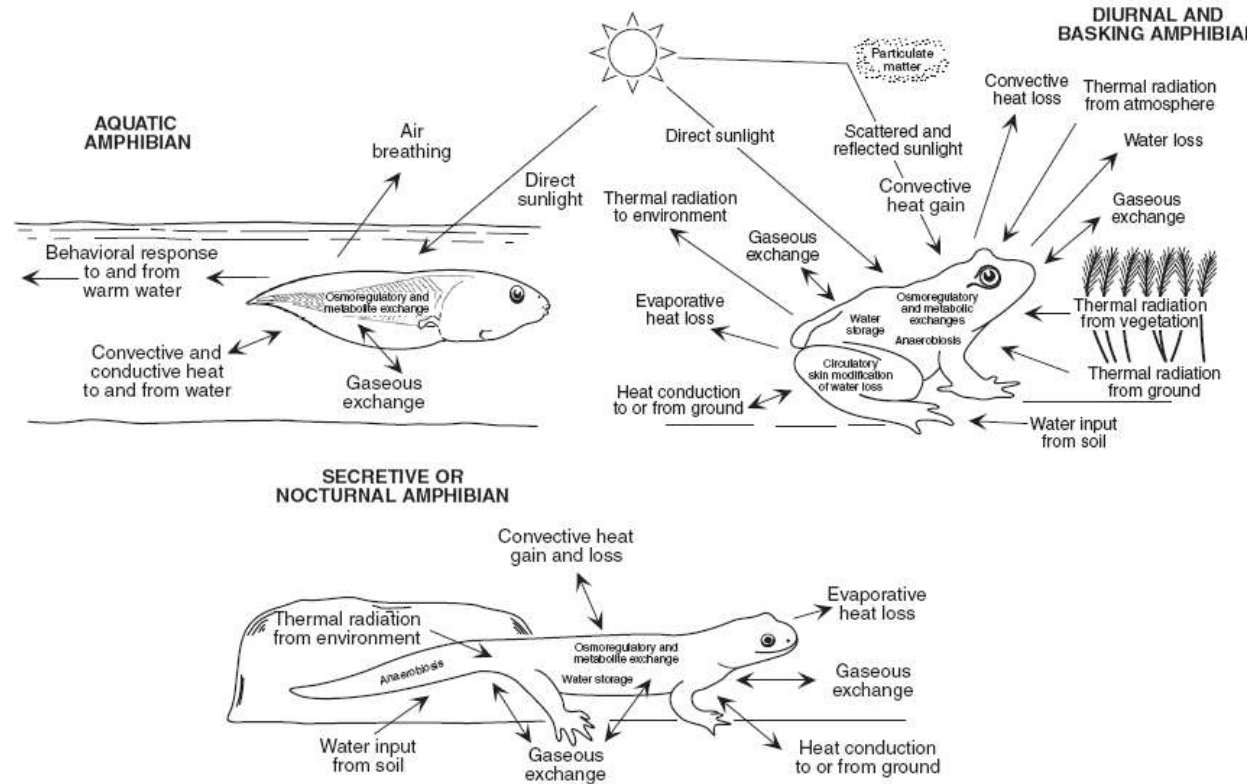 DIURNAL AND
BASKING AMPHIBIAN
Particulate
matter
Convective
heat loss
Thermal radiation
from atmosphere
AQUATIC
AMPHIBIAN
Air
breathing
Direct
sunlight
Direct sunlight
Scattered and
reflected sunlight
Water loss
Thermal radiation
to environment
Convective
heat gain
Gaseous
exchange
Gaseous
exchange
Behavioral response
to and from
warm water
Osmoregulatory and
metabolite exchange
Evaporative
heat loss
Osmoregulatory
and metabolic
exchanges
Water
storage
Anaerobiosis
Thermal radiation
from vegetation
Convective and
conductive heat
to and from water
Gaseous
exchange
Heat conduction
to or from ground
Circulatory
skin modification
of water loss
Thermal radiation
from ground
Water input
from soil
SECRETIVE OR
NOCTURNAL AMPHIBIAN
Convective heat
gain and loss
Evaporative
heat loss
Thermal radiation
from environment
Osmoregulatory and
metabolite exchange
Anaerobiosis
Water storage
Gaseous
exchange
Water input
from soil
Gaseous
exchange
Heat conduction
to or from ground